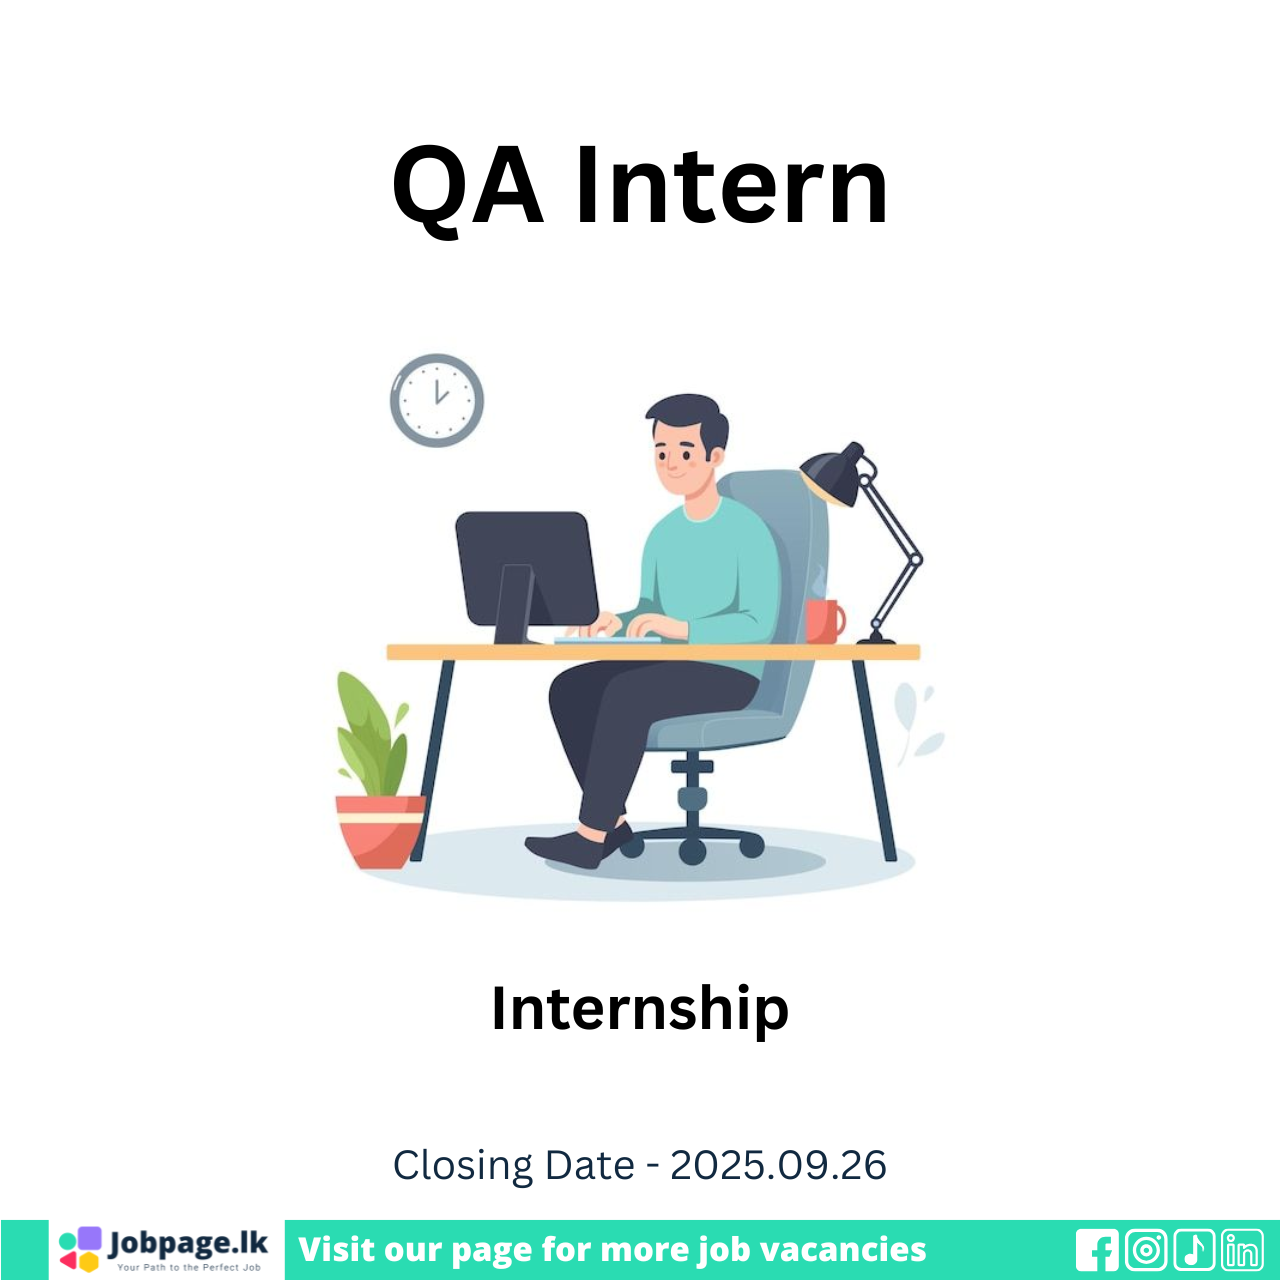 QA Intern
Internship
Closing Date - 2025.09.26
Jobpage.lk
Your Path to the Perfect Job
Visit our page for more job vacancies